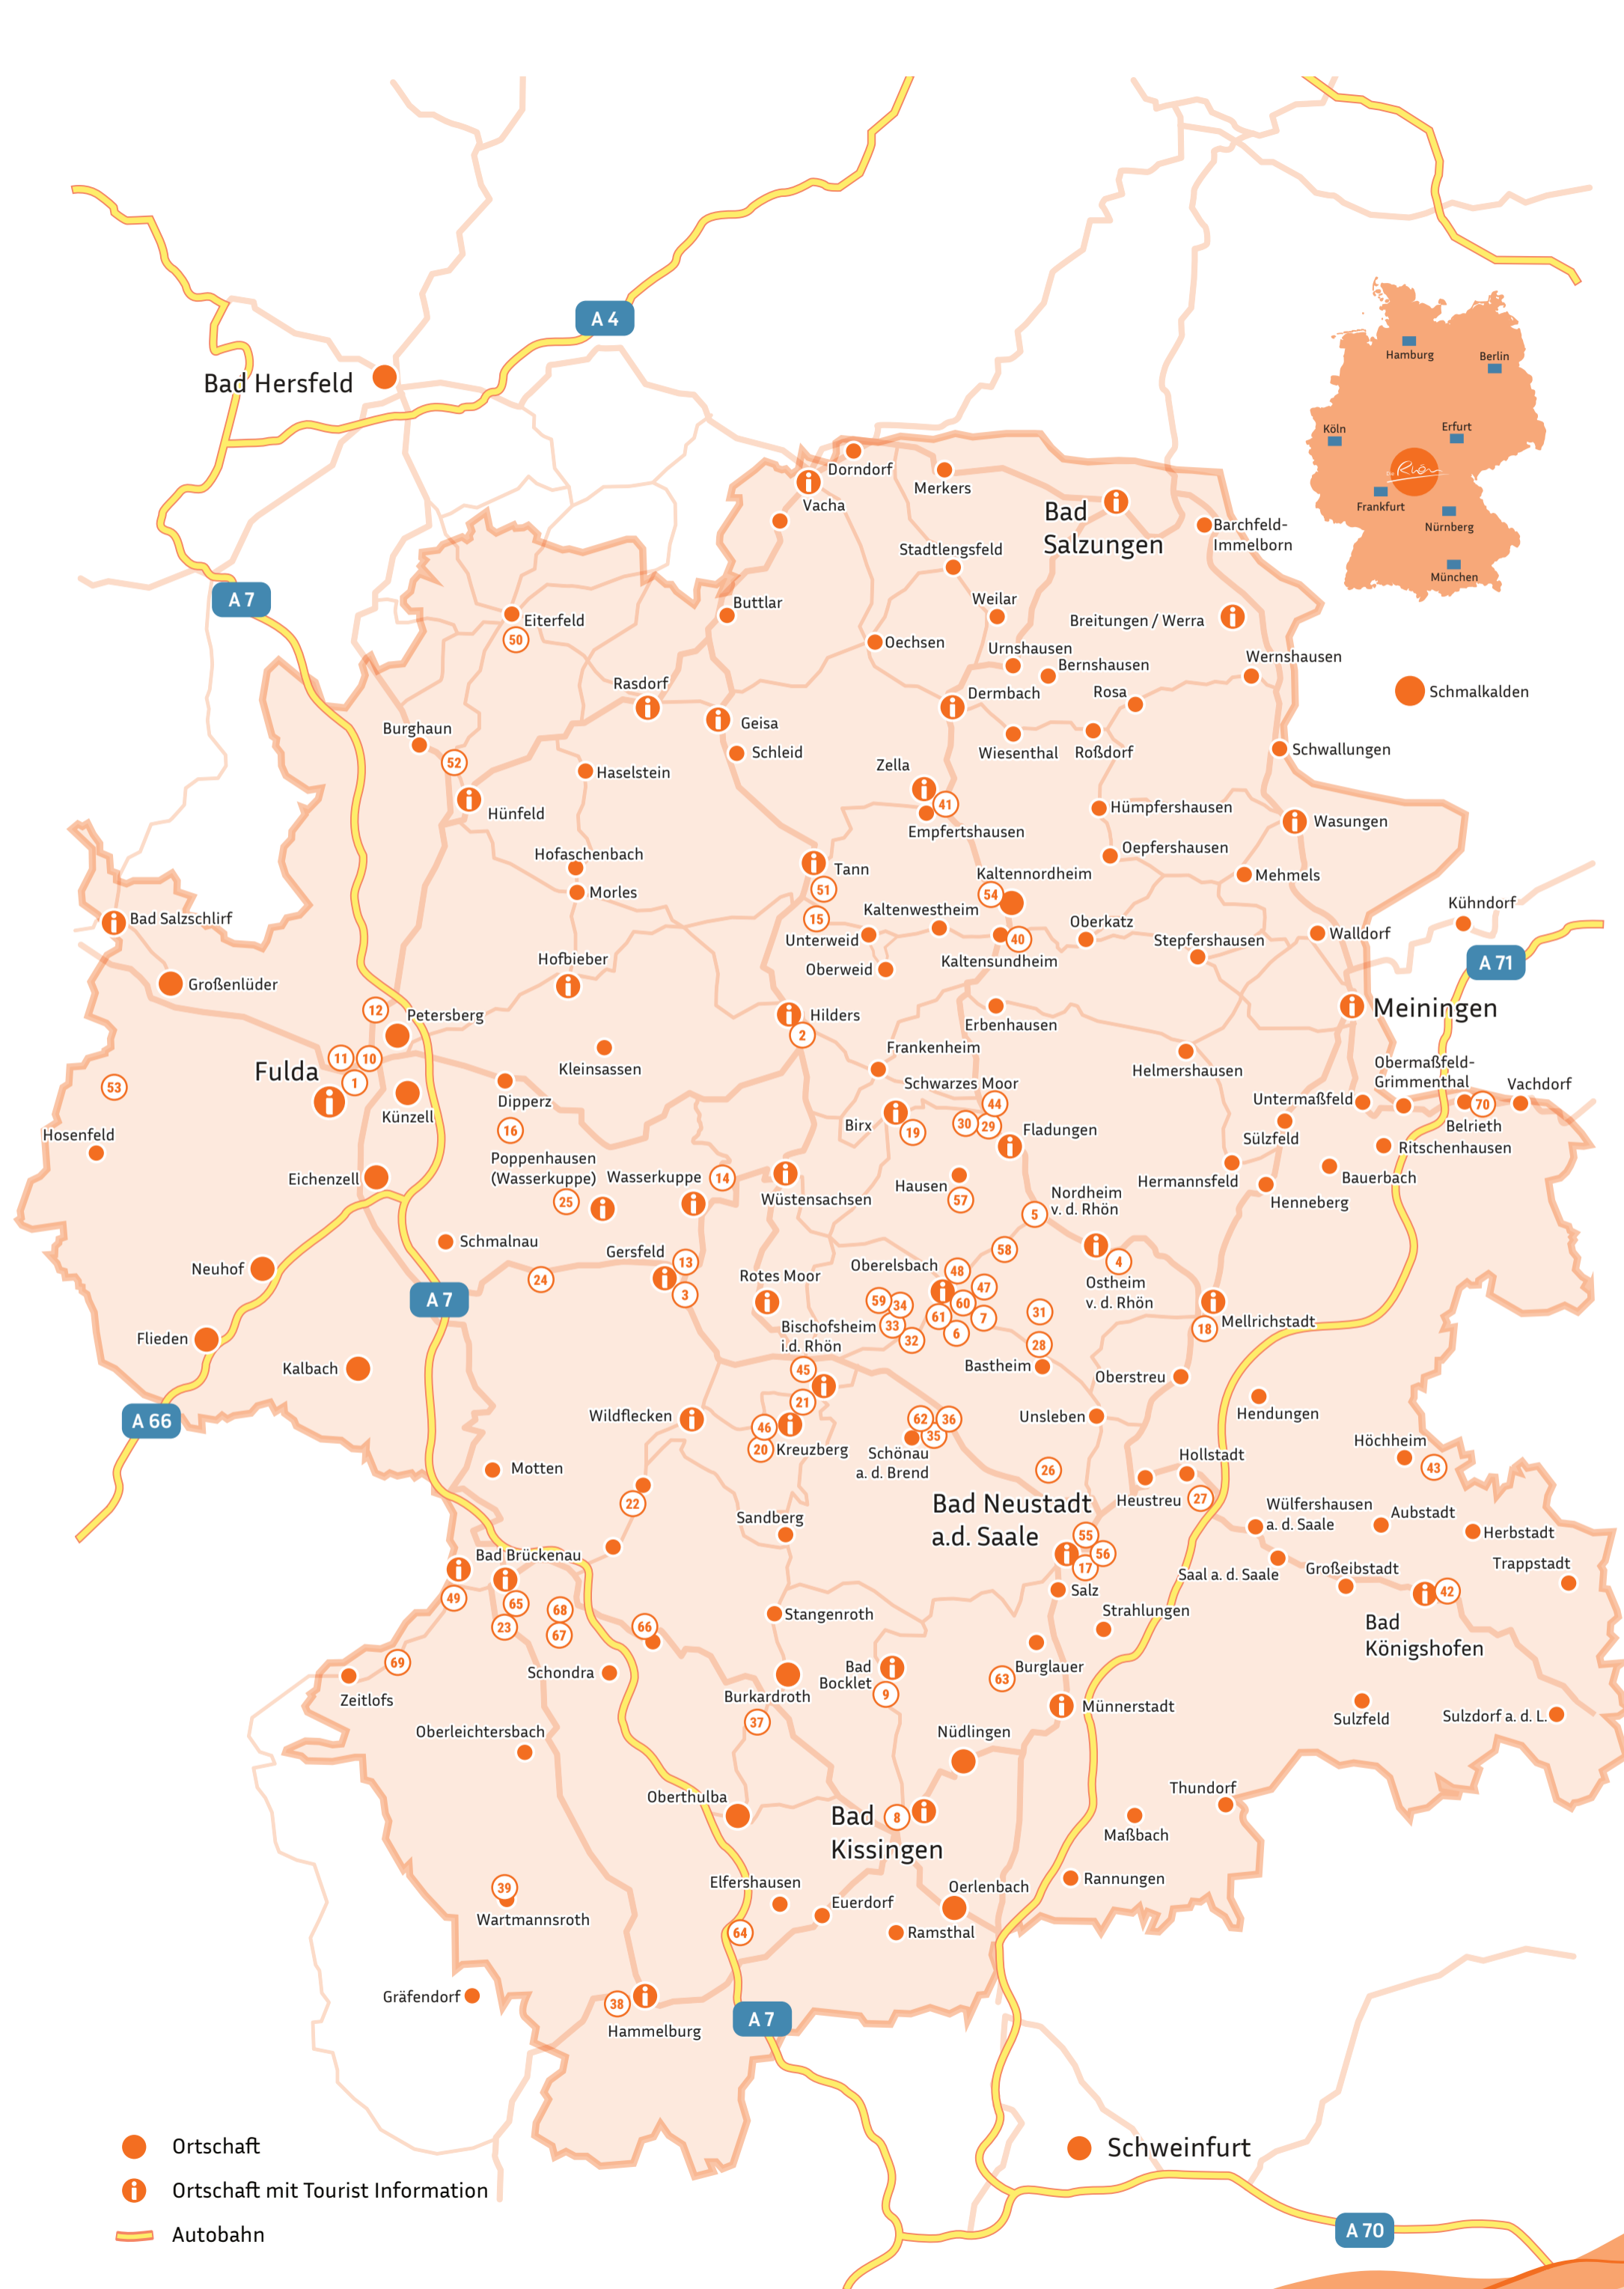 A 4
Bad Hersfeld
Hamburg
Berlin
Köln
Erfurt
Rhön
Frankfurt
Nürnberg
München
Dorndorf
Merkers
Vacha
Bad
Salzungen
Barchfeld-
Immelborn
Stadtlengsfeld
A 7
Buttlar
Weilar
Eiterfeld
50
Breitungen / Werra
Oechsen
Urnshausen
Bernshausen
Wernshausen
Rasdorf
Dermbach
Rosa
Schmalkalden
Geisa
Burghaun
Schleid
Wiesenthal
Roßdorf
Schwallungen
52
Haselstein
Zella
41
Hünfeld
Empfertshausen
Hümpfershausen
Wasungen
Hofaschenbach
Oepfershausen
Tann
51
Morles
Kaltennordheim
54
Mehmels
15
Kaltenwestheim
Kühndorf
Bad Salzschlirf
Unterweid
40
Oberkatz
Stepfershausen
Walldorf
Kaltensundheim
Oberweid
A 71
Hofbieber
Großenlüder
12
Petersberg
Hilders
2
Erbenhausen
Meiningen
11
10
Frankenheim
Fulda
1
Kleinsassen
Helmershausen
Obermaßfeld-
Grimmenthal
53
Künzell
Dipperz
Schwarzes Moor
44
Vachdorf
Untermaßfeld
70
Belrieth
16
Birx
19
30
29
Fladungen
Sülzfeld
Hosenfeld
Ritschenhausen
Poppenhausen
(Wasserkuppe)
Wasserkuppe
14
Eichenzell
Wüstensachsen
Hausen
57
Hermannsfeld
Bauerbach
25
Nordheim
v. d. Rhön
5
Henneberg
Schmalnau
Gersfeld
13
58
4
Neuhof
24
3
Rotes Moor
Oberelsbach
48
Ostheim
v. d. Rhön
A 7
47
59
34
60
31
61
7
33
Bischofsheim
i.d. Rhön
32
6
28
18
Mellrichstadt
Flieden
Kalbach
45
Bastheim
Oberstreu
21
A 66
Wildflecken
46
62
36
Unsleben
Hendungen
20
Kreuzberg
35
Schönau
a. d. Brend
Höchheim
43
Motten
26
Hollstadt
22
Bad Neustadt
a.d. Saale
Heustreu
27
Wülfershausen
a. d. Saale
Aubstadt
Sandberg
Herbstadt
55
Bad Brückenau
56
17
Saal a. d. Saale
Großeibstadt
Trappstadt
49
65
Salz
42
68
Stangenroth
Strahlungen
23
67
66
Bad
Königshofen
69
Schondra
Bad
Bocklet
9
63
Burglauer
Zeitlofs
Burkardroth
37
Münnerstadt
Sulzfeld
Sulzdorf a. d. L.
Oberleichtersbach
Nüdlingen
Oberthulba
Thundorf
Bad
Kissingen
8
Maßbach
39
Elfershausen
Oerlenbach
Rannungen
Wartmannsroth
Euerdorf
64
Ramsthal
Gräfendorf
38
Hammelburg
A 7
Ortschaft
Schweinfurt
Ortschaft mit Tourist Information
Autobahn
A 70